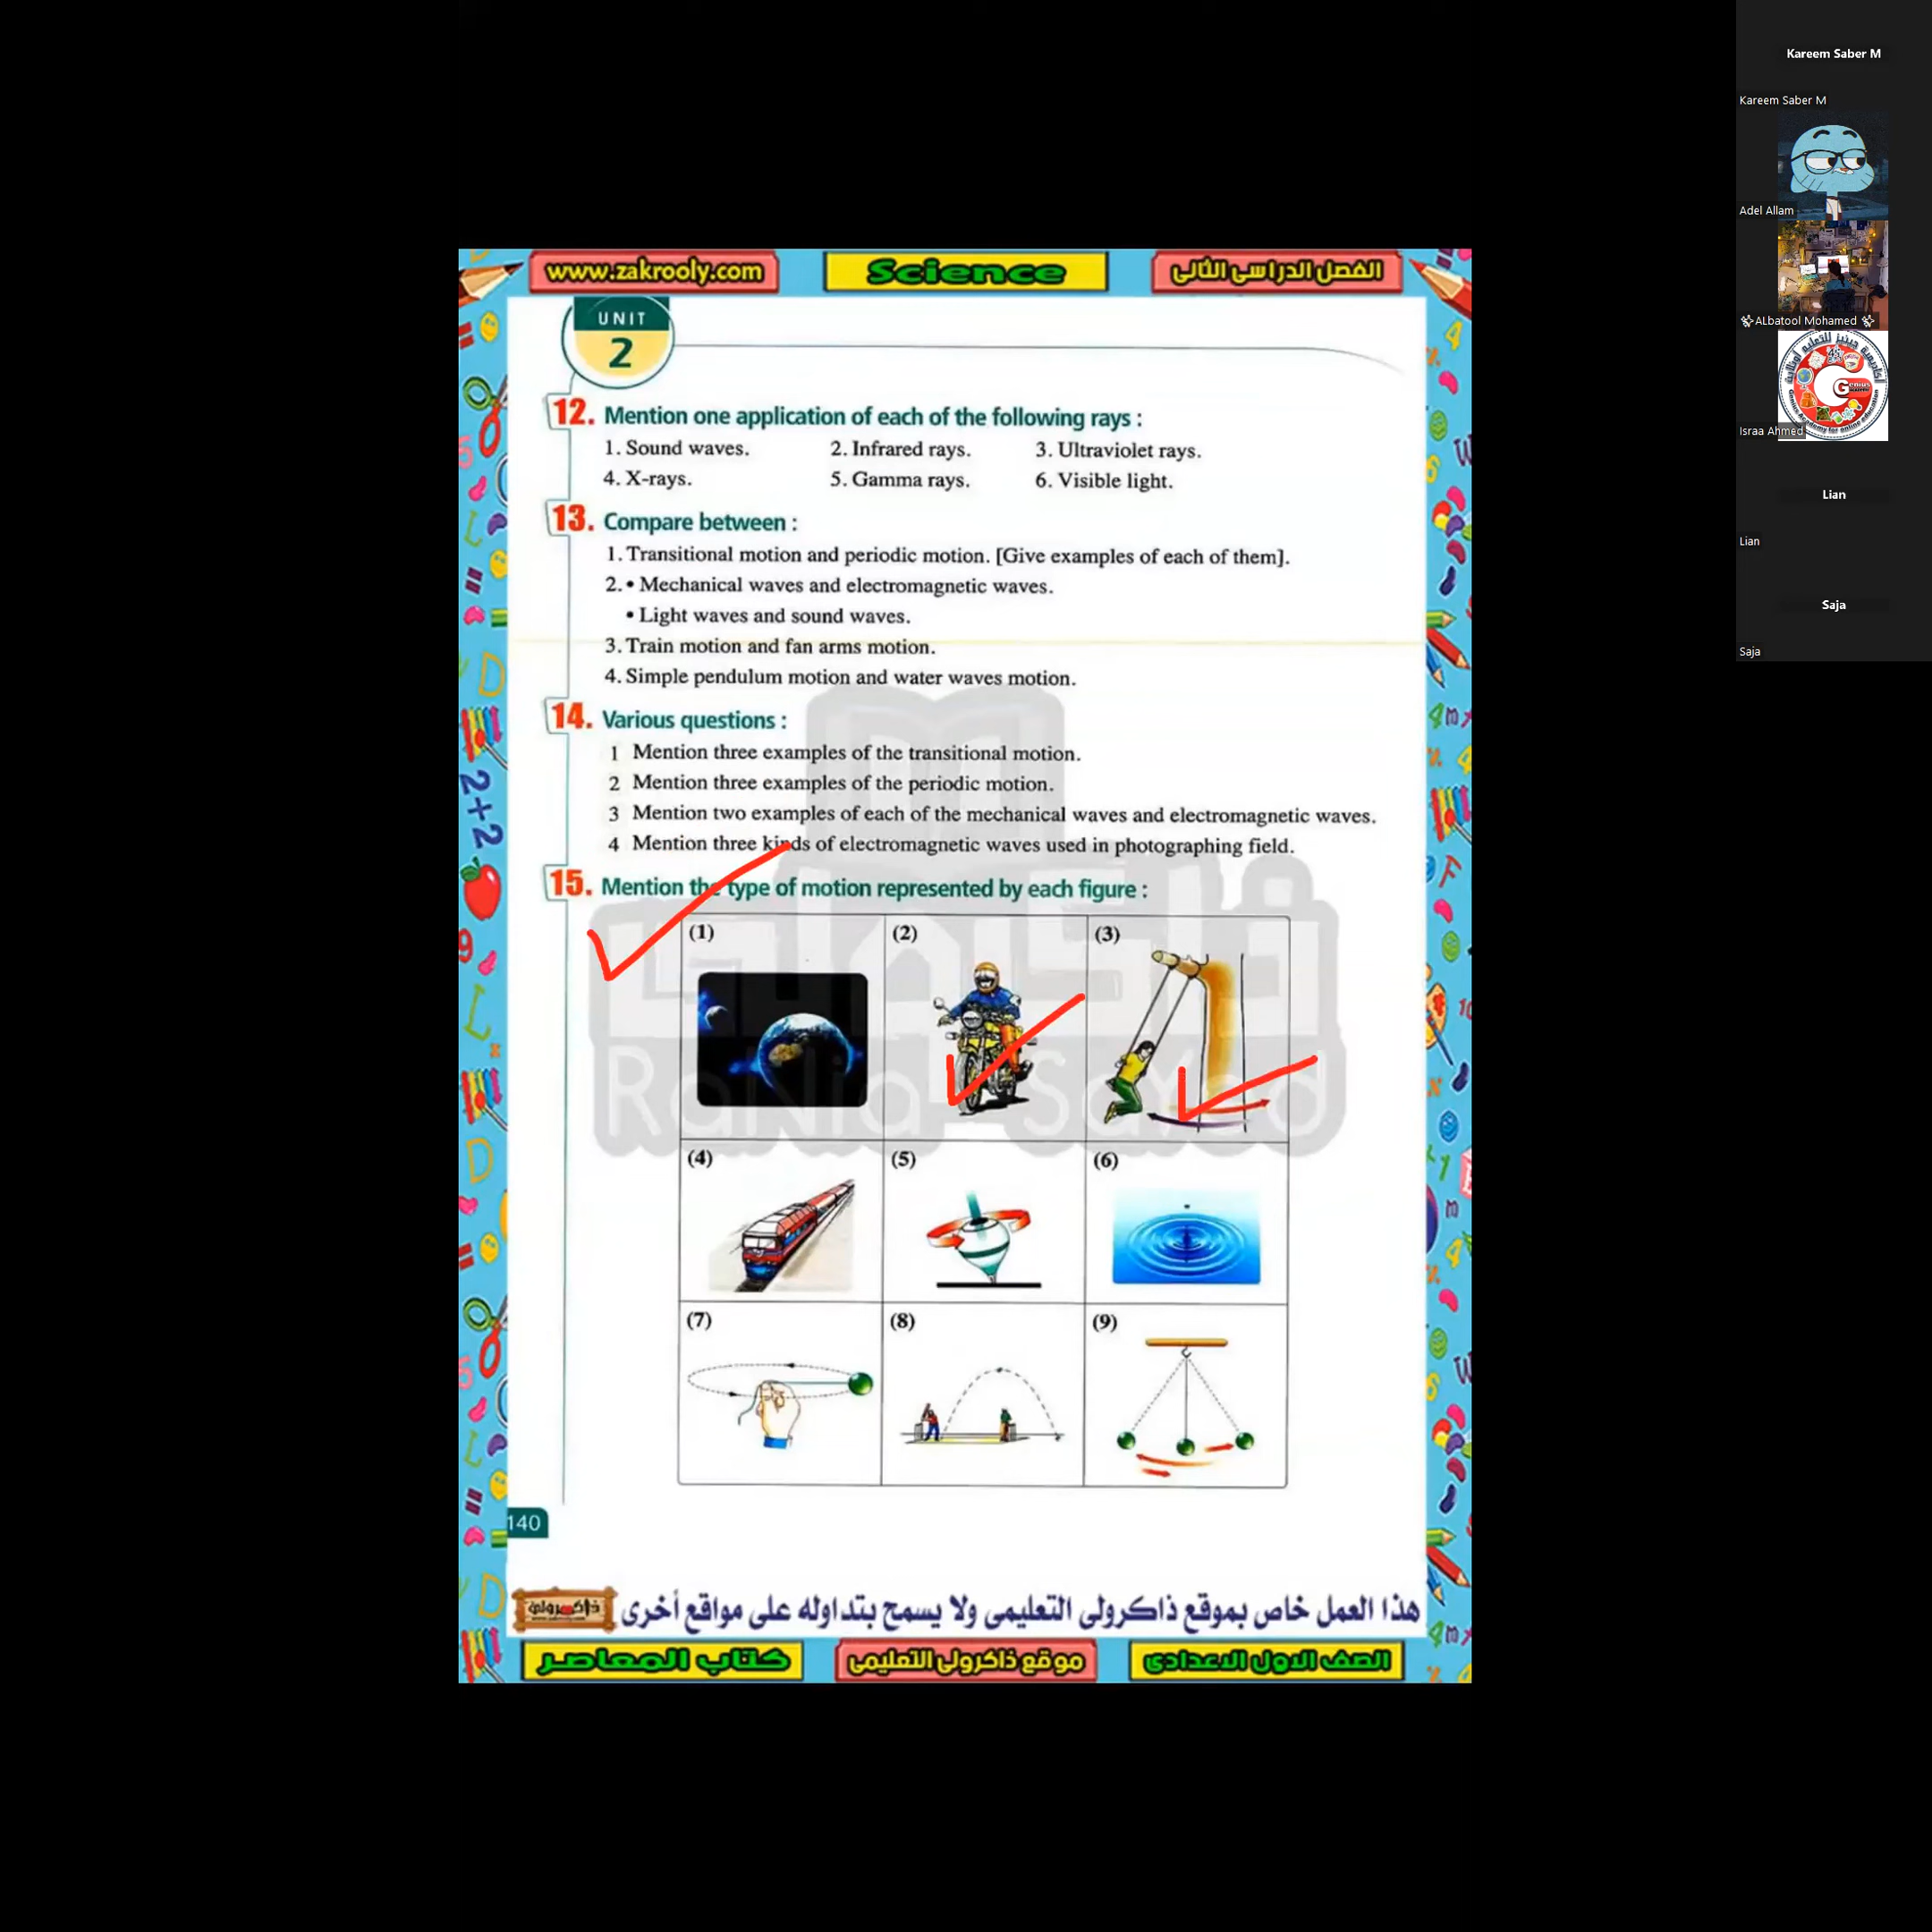 www.zakrooly.com
Science
الفصل الدراسى الثانى
UNIT
2
12. Mention one application of each of the following rays :
1. Sound waves. 2. Infrared rays. 3. Ultraviolet rays.
4. X-rays. 5. Gamma rays. 6. Visible light.
13. Compare between :
1. Transitional motion and periodic motion. [Give examples of each of them].
2. • Mechanical waves and electromagnetic waves.
• Light waves and sound waves.
3. Train motion and fan arms motion.
4. Simple pendulum motion and water waves motion.
14. Various questions :
1 Mention three examples of the transitional motion.
2 Mention three examples of the periodic motion.
3 Mention two examples of each of the mechanical waves and electromagnetic waves.
4 Mention three kinds of electromagnetic waves used in photographing field.
15. Mention the type of motion represented by each figure :
(1) (2) (3)
RaNia SaYed
(4) (5) (6)
(7) (8) (9)
140
هذا العمل خاص بموقع ذاكرولى التعليمى ولا يسمح بتداوله على مواقع أخرى
ذاكرولى
كتاب المعاصر
موقع ذاكرولى التعليمى
الصف الاول الاعدادى
Kareem Saber M
Kareem Saber M
Adel Allam
ALbatool Mohamed
Israa Ahmed
Lian
Lian
Saja
Saja